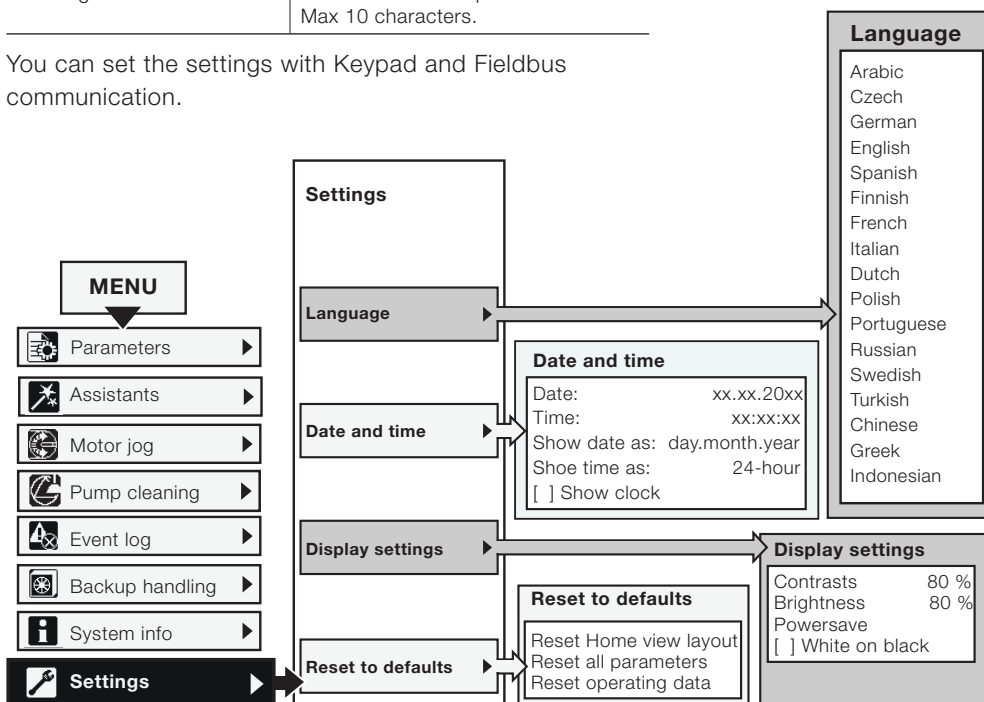 Max 10 characters.
You can set the settings with Keypad and Fieldbus
communication.
MENU
Parameters
Assistants
Motor jog
Pump cleaning
Event log
Backup handling
System info
Settings
Settings
Language
Date and time
Display settings
Reset to defaults
Language
Arabic
Czech
German
English
Spanish
Finnish
French
Italian
Dutch
Polish
Portuguese
Russian
Swedish
Turkish
Chinese
Greek
Indonesian
Date and time
Date: xx.xx.20xx
Time: xx:xx:xx
Show date as: day.month.year
Shoe time as: 24-hour
[ ] Show clock
Display settings
Contrasts 80 %
Brightness 80 %
Powersave
[ ] White on black
Reset to defaults
Reset Home view layout
Reset all parameters
Reset operating data